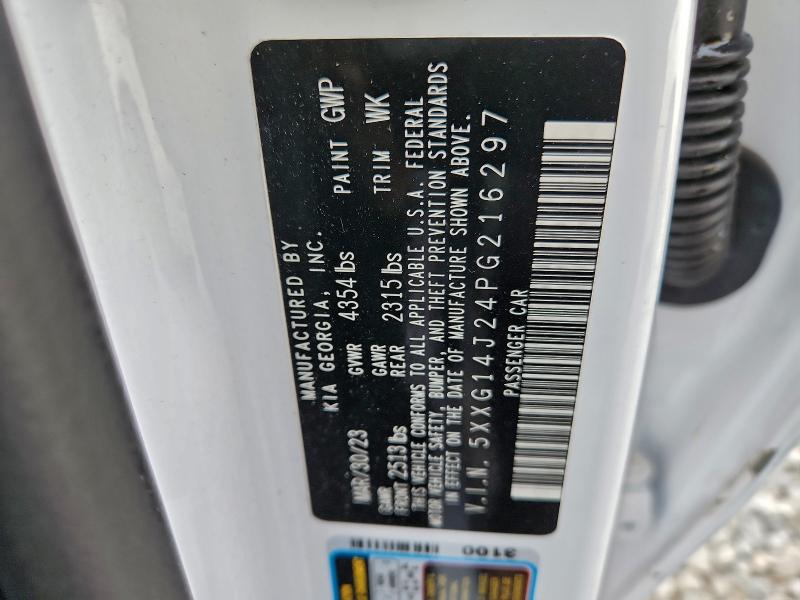 MANUFACTURED BY
KIA GEORGIA, INC.
MAR/30/23 GVWR 4354 lbs PAINT GWP
GAWR FRONT 2513 lbs GAWR REAR 2315 lbs TRIM WK
THIS VEHICLE CONFORMS TO ALL APPLICABLE U.S.A. FEDERAL
MOTOR VEHICLE SAFETY, BUMPER, AND THEFT PREVENTION STANDARDS
IN EFFECT ON THE DATE OF MANUFACTURE SHOWN ABOVE.
V.I.N. 5XXG14J24PG216297
PASSENGER CAR
3100